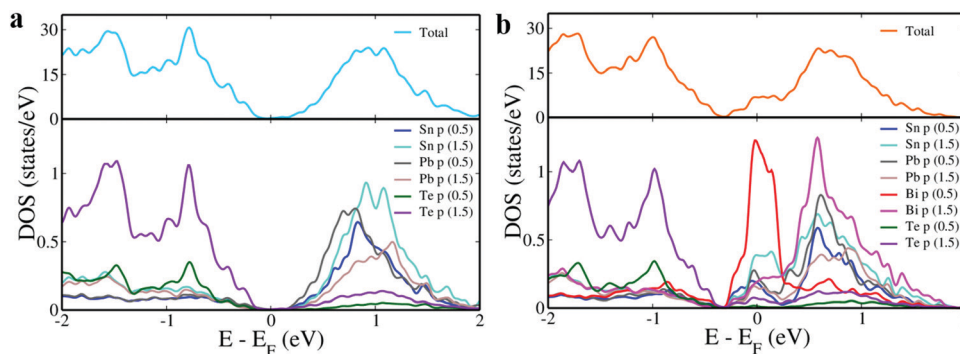 a
30
15
0
Total
DOS (states/eV)
1
0.5
0
Sn p (0.5)
Sn p (1.5)
Pb p (0.5)
Pb p (1.5)
Te p (0.5)
Te p (1.5)
-2 -1 0 1 2
E - E_F (eV)
b
30
15
0
Total
DOS (states/eV)
1
0.5
0
Sn p (0.5)
Sn p (1.5)
Pb p (0.5)
Pb p (1.5)
Bi p (0.5)
Bi p (1.5)
Te p (0.5)
Te p (1.5)
-2 -1 0 1
E - E_F (eV)